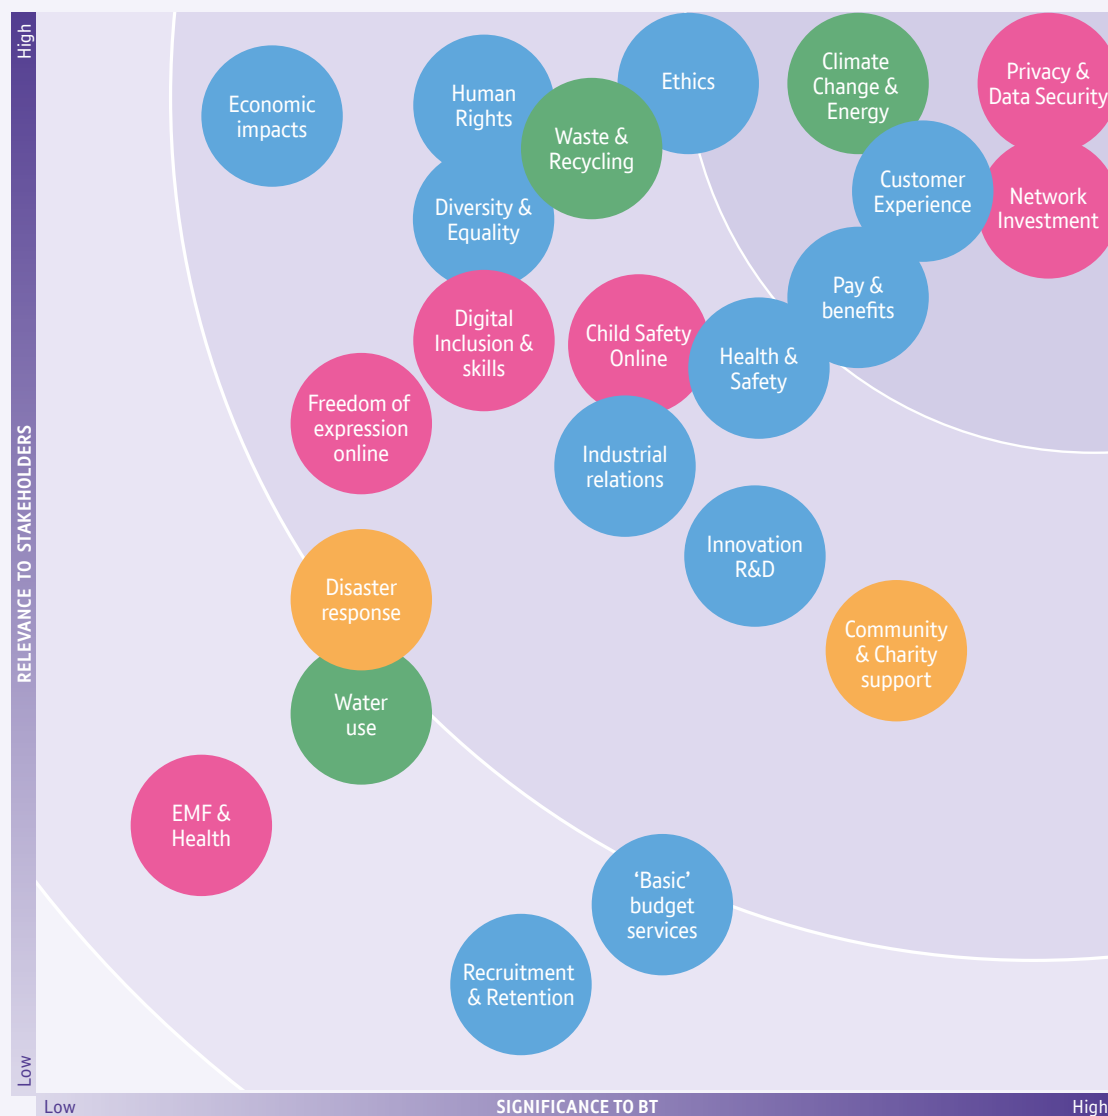 High
RELEVANCE TO STAKEHOLDERS
Low
Economic
impacts
Human
Rights
Waste &
Recycling
Ethics
Climate
Change &
Energy
Privacy &
Data Security
Customer
Experience
Network
Investment
Diversity &
Equality
Pay &
benefits
Digital
Inclusion &
skills
Child Safety
Online
Health &
Safety
Freedom of
expression
online
Industrial
relations
Innovation
R&D
Disaster
response
Community
& Charity
support
Water
use
EMF &
Health
‘Basic’
budget
services
Recruitment
& Retention
Low
SIGNIFICANCE TO BT
High